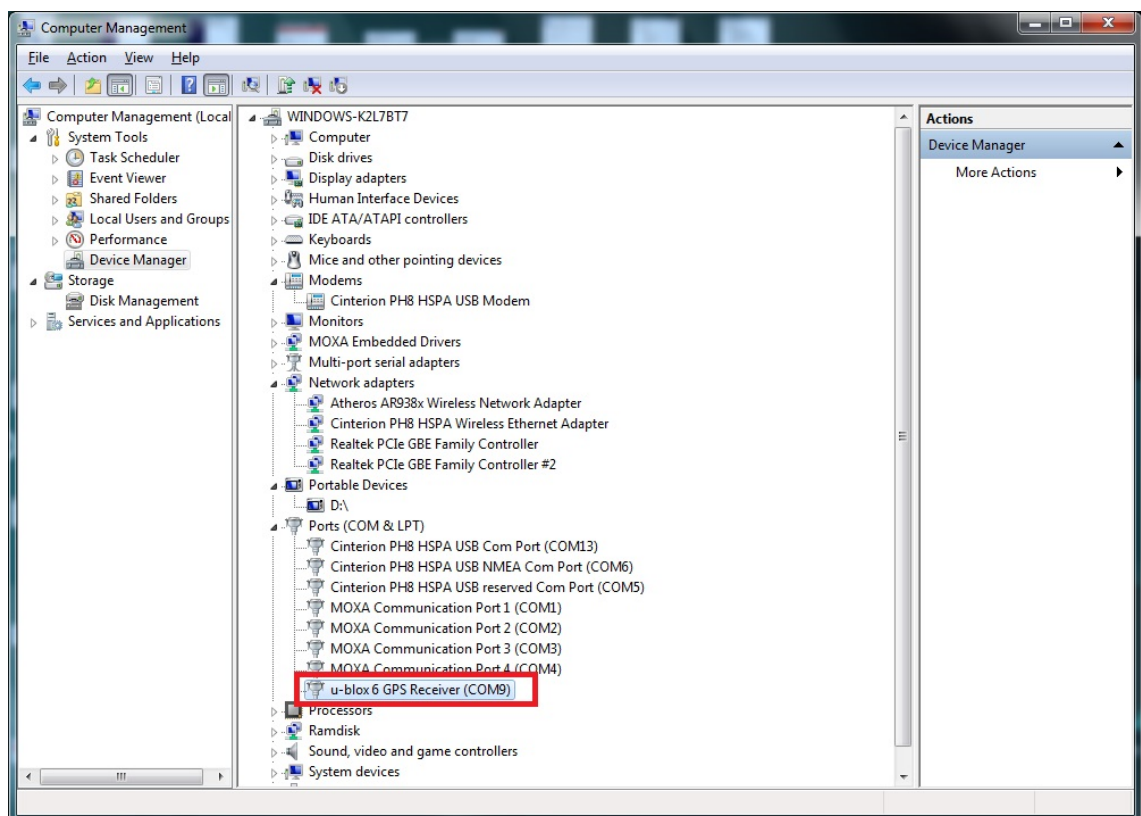 Computer Management
File Action View Help
Computer Management (Local
System Tools
Task Scheduler
Event Viewer
Shared Folders
Local Users and Groups
Performance
Device Manager
Storage
Disk Management
Services and Applications
WINDOWS-K2L7BT7
Computer
Disk drives
Display adapters
Human Interface Devices
IDE ATA/ATAPI controllers
Keyboards
Mice and other pointing devices
Modems
Cinterion PH8 HSPA USB Modem
Monitors
MOXA Embedded Drivers
Multi-port serial adapters
Network adapters
Atheros AR938x Wireless Network Adapter
Cinterion PH8 HSPA Wireless Ethernet Adapter
Realtek PCIe GBE Family Controller
Realtek PCIe GBE Family Controller #2
Portable Devices
D:\
Ports (COM & LPT)
Cinterion PH8 HSPA USB Com Port (COM13)
Cinterion PH8 HSPA USB NMEA Com Port (COM6)
Cinterion PH8 HSPA USB reserved Com Port (COM5)
MOXA Communication Port 1 (COM1)
MOXA Communication Port 2 (COM2)
MOXA Communication Port 3 (COM3)
MOXA Communication Port 4 (COM4)
u-blox 6 GPS Receiver (COM9)
Processors
Ramdisk
Sound, video and game controllers
System devices
Actions
Device Manager
More Actions